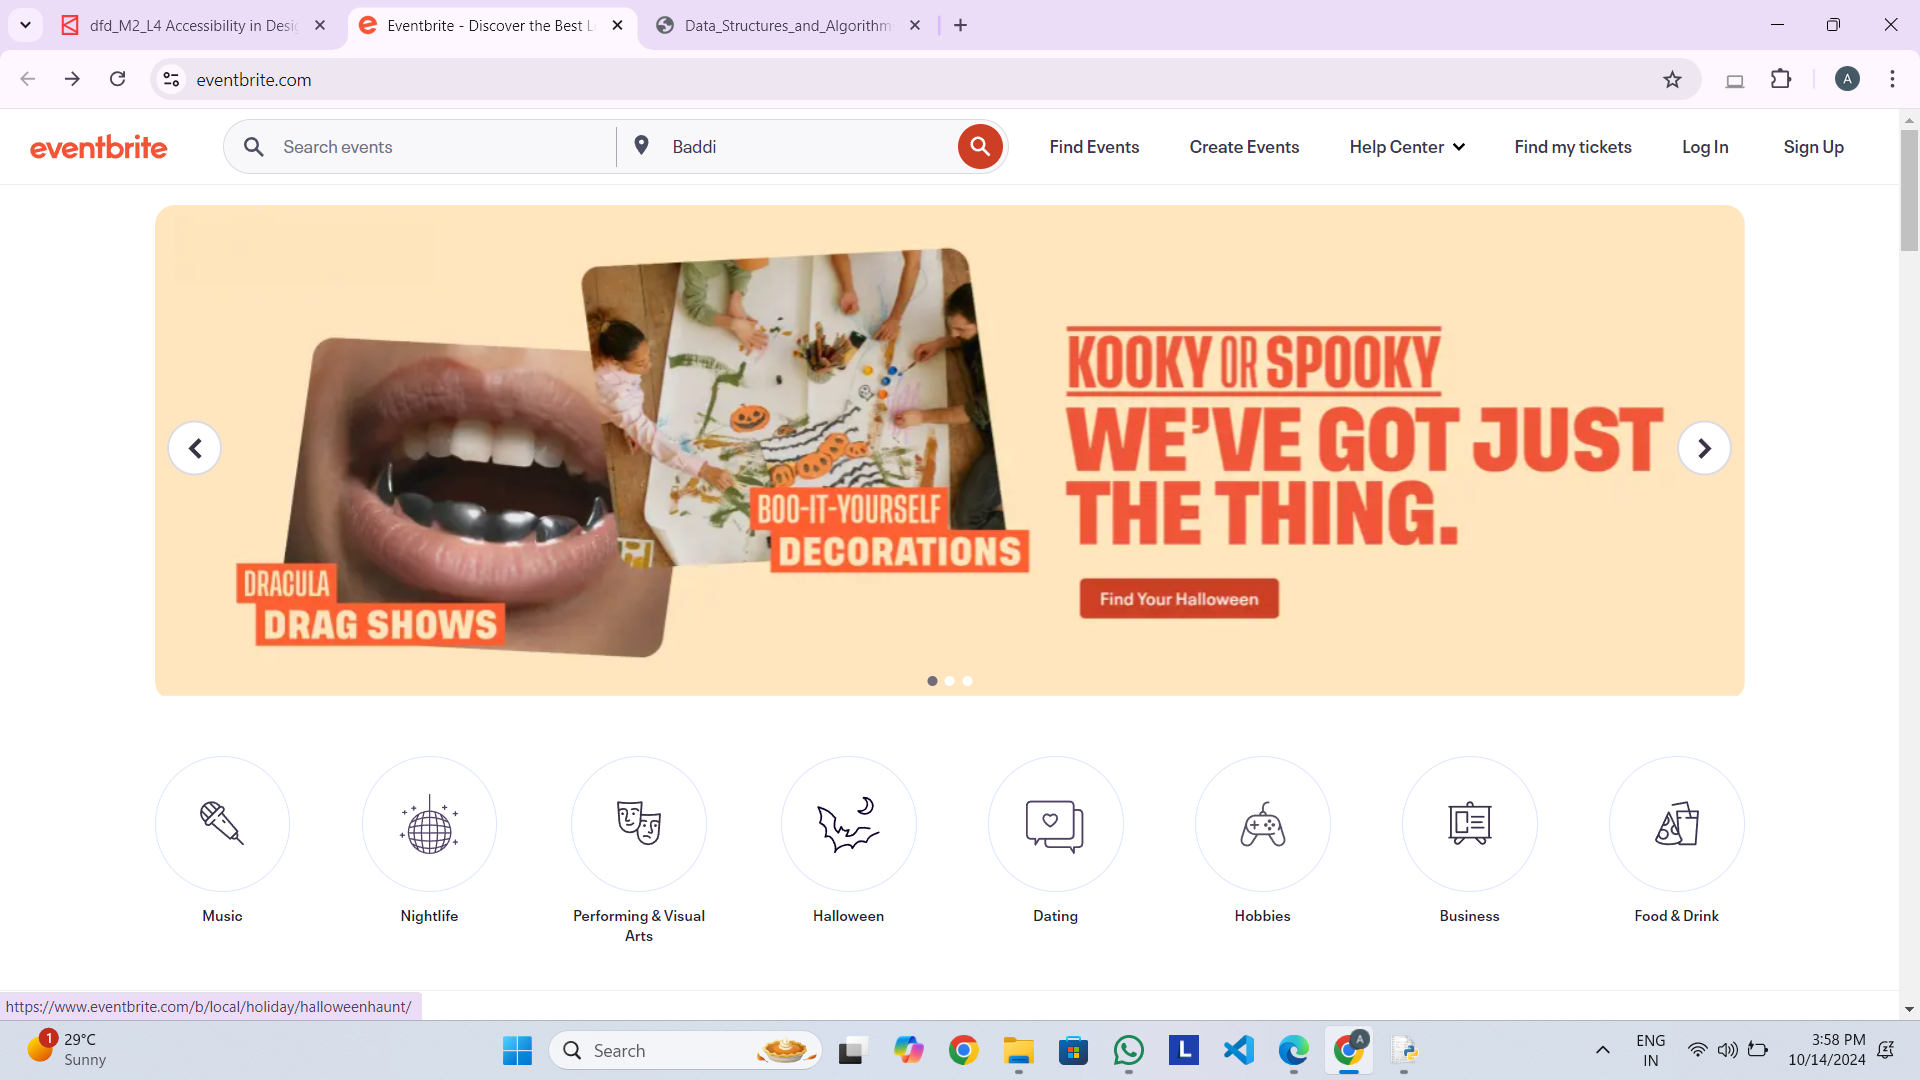 dfd_M2_L4 Accessibility in Desig
Eventbrite - Discover the Best L
Data_Structures_and_Algorithm
eventbrite.com
A
eventbrite
Search events
Baddi
Find Events
Create Events
Help Center
Find my tickets
Log In
Sign Up
KOOKY OR SPOOKY
WE'VE GOT JUST
THE THING.
BOO-IT-YOURSELF
DECORATIONS
DRACULA
DRAG SHOWS
Find Your Halloween
Music
Nightlife
Performing & Visual
Arts
Halloween
Dating
Hobbies
Business
Food & Drink
https://www.eventbrite.com/b/local/holiday/halloweenhaunt/
1
29°C
Sunny
Search
L
A
ENG
IN
3:58 PM
10/14/2024